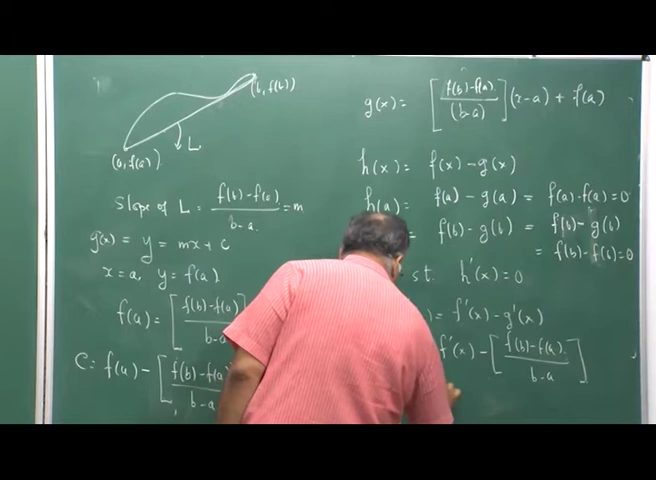 (b, f(b))
(a, f(a))
L
Slope of L = f(b)-f(a) / b-a = m
g(x) = y = mx + c
x = a, y = f(a)
f(a) = [ f(b)-f(a) / b-a
C = f(a) - [ f(b)-f(a) / b-a
g(x) = [ f(b)-f(a) / (b-a) ] (x-a) + f(a)
h(x) = f(x) - g(x)
h(a) = f(a) - g(a) = f(a) - f(a) = 0
f(b) - g(b) = f(b) - g(b)
= f(b) - f(b) = 0
s.t. h'(x) = 0
) = f'(x) - g'(x)
f'(x) - [ f(b)-f(a) / b-a ]